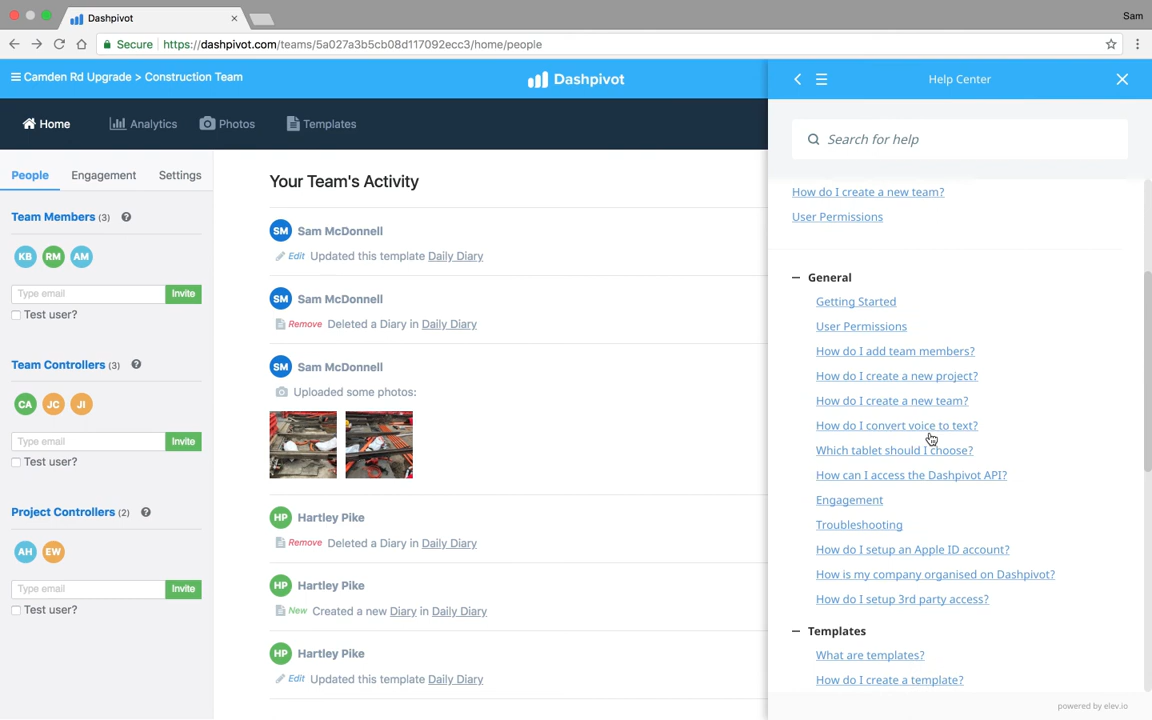 Dashpivot
Sam
Secure https://dashpivot.com/teams/5a027a3b5cb08d117092ecc3/home/people
Camden Rd Upgrade > Construction Team
Dashpivot
Help Center
Home
Analytics
Photos
Templates
Search for help
People
Engagement
Settings
Team Members (3)
KB RM AM
Type email Invite
Test user?
Team Controllers (3)
CA JC JI
Type email Invite
Test user?
Project Controllers (2)
AH EW
Type email Invite
Test user?
Your Team's Activity
SM Sam McDonnell
Edit Updated this template Daily Diary
SM Sam McDonnell
Remove Deleted a Diary in Daily Diary
SM Sam McDonnell
Uploaded some photos:
HP Hartley Pike
Remove Deleted a Diary in Daily Diary
HP Hartley Pike
New Created a new Diary in Daily Diary
HP Hartley Pike
Edit Updated this template Daily Diary
How do I create a new team?
User Permissions
General
Getting Started
User Permissions
How do I add team members?
How do I create a new project?
How do I create a new team?
How do I convert voice to text?
Which tablet should I choose?
How can I access the Dashpivot API?
Engagement
Troubleshooting
How do I setup an Apple ID account?
How is my company organised on Dashpivot?
How do I setup 3rd party access?
Templates
What are templates?
How do I create a template?
powered by elev.io